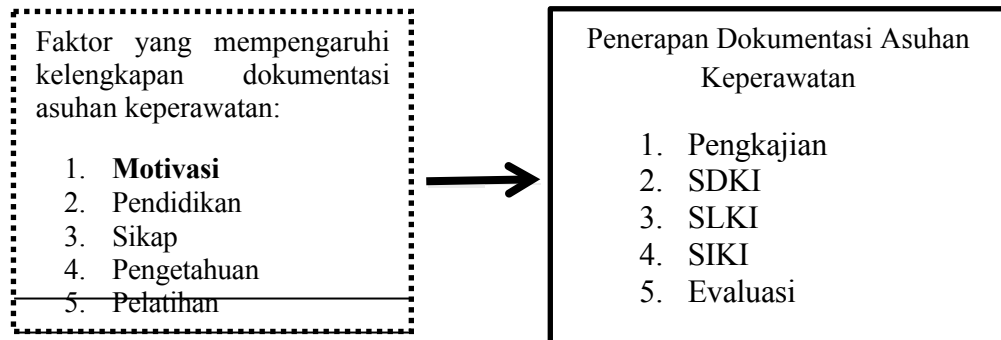 Faktor yang mempengaruhi
kelengkapan dokumentasi
asuhan keperawatan:
1. Motivasi
2. Pendidikan
3. Sikap
4. Pengetahuan
5. Pelatihan
Penerapan Dokumentasi Asuhan
Keperawatan
1. Pengkajian
2. SDKI
3. SLKI
4. SIKI
5. Evaluasi